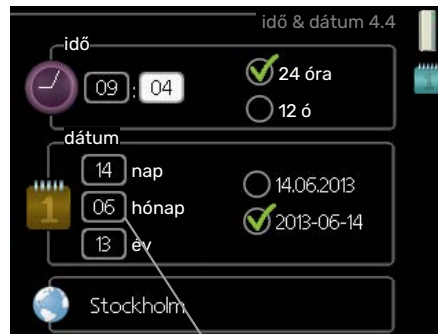 idő & dátum 4.4
idő
09 : 04
24 óra
12 ó
dátum
14 nap
06 hónap
13 év
14.06.2013
2013-06-14
1
Stockholm